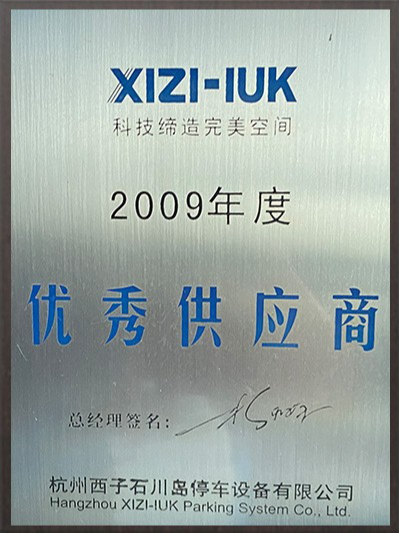 XIZI-IUK
科技缔造完美空间
2009年度
优秀供应商
总经理签名:
杭州西子石川岛停车设备有限公司
Hangzhou XIZI-IUK Parking System Co., Ltd.